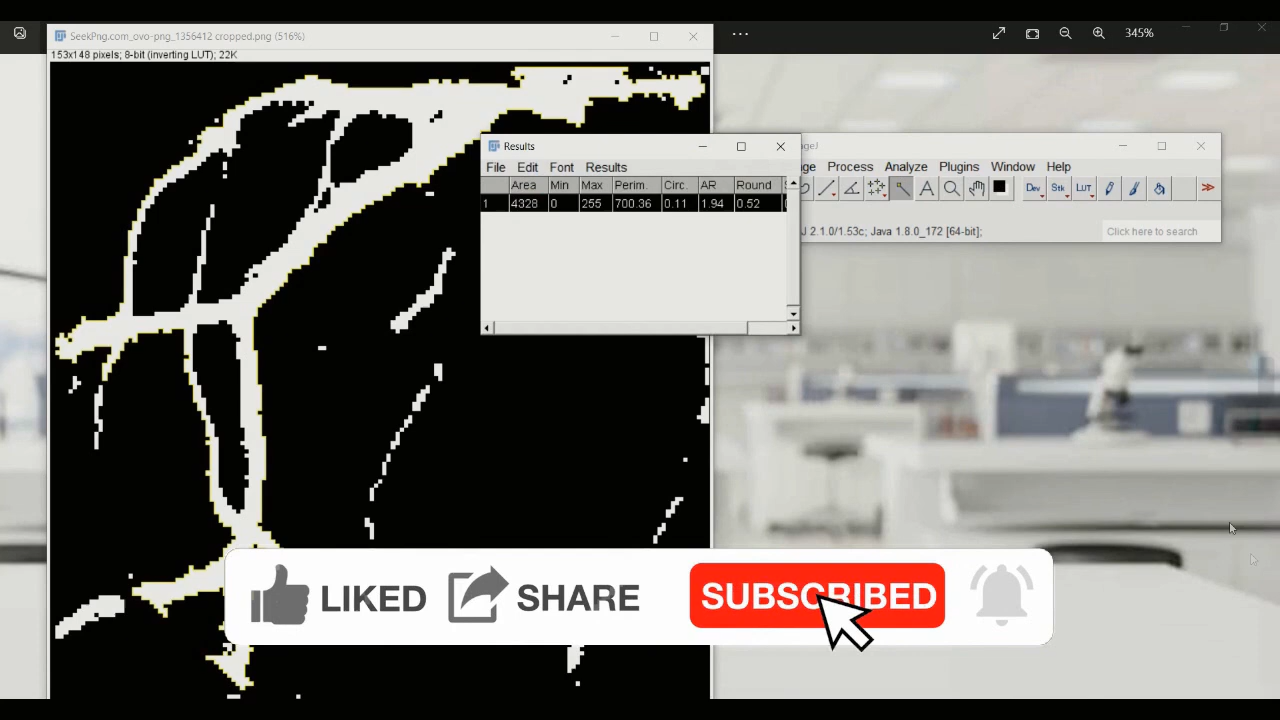 SeekPng.com_ovo-png_1356412 cropped.png (516%)
345%
153x148 pixels; 8-bit (inverting LUT); 22K
Results
File Edit Font Results
Area Min Max Perim. Circ. AR Round
1 4328 0 255 700.36 0.11 1.94 0.52
Process Analyze Plugins Window Help
Dev Stk LUT
J 2.1.0/1.53c; Java 1.8.0_172 [64-bit];
Click here to search
LIKED SHARE SUBSCRIBED